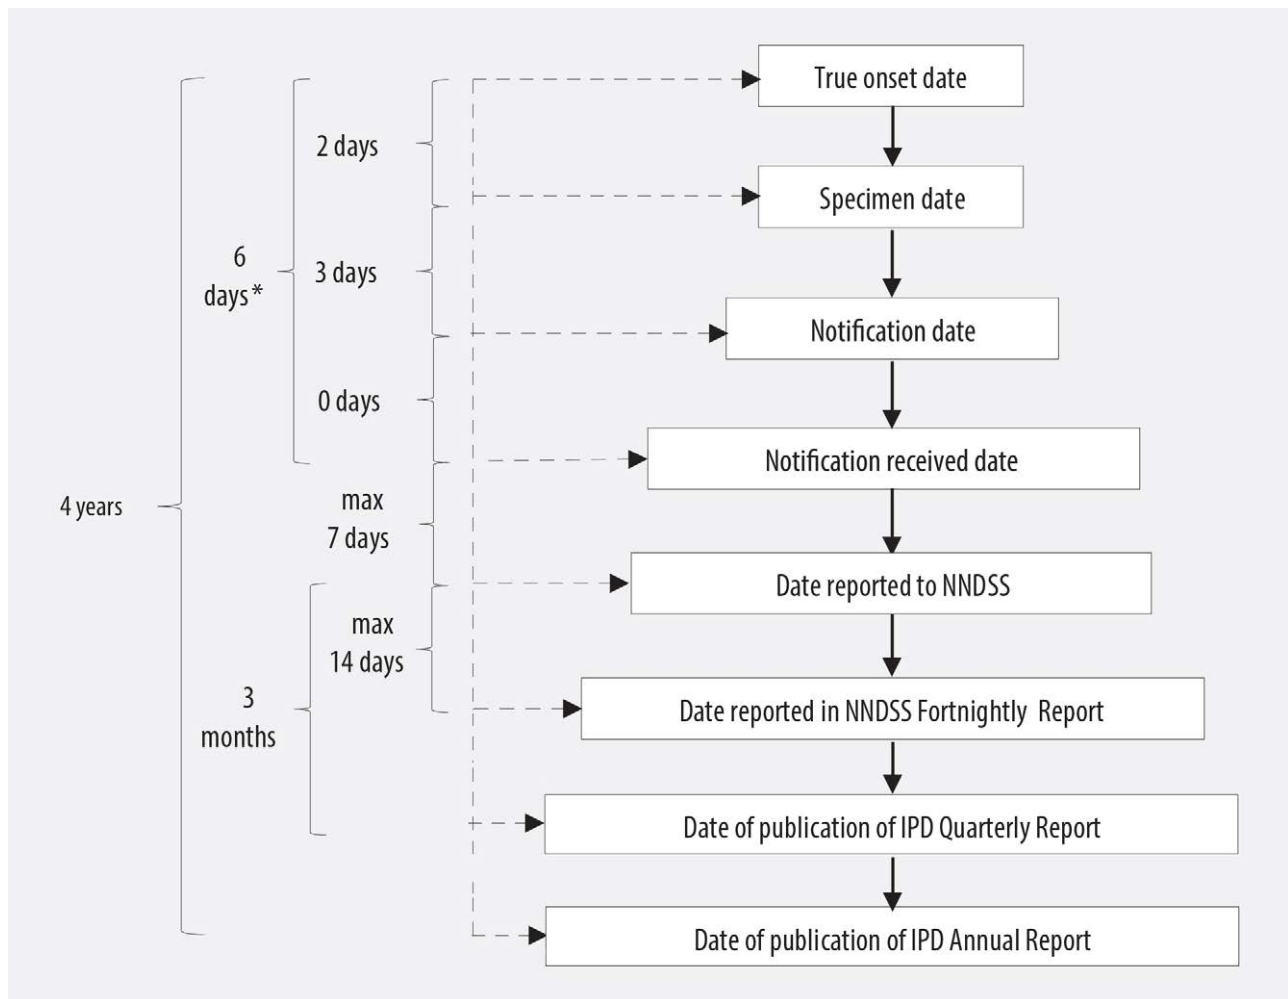 True onset date
2 days
Specimen date
6
days*
3 days
Notification date
0 days
Notification received date
4 years
max
7 days
Date reported to NNDSS
max
14 days
3
months
Date reported in NNDSS Fortnightly Report
Date of publication of IPD Quarterly Report
Date of publication of IPD Annual Report